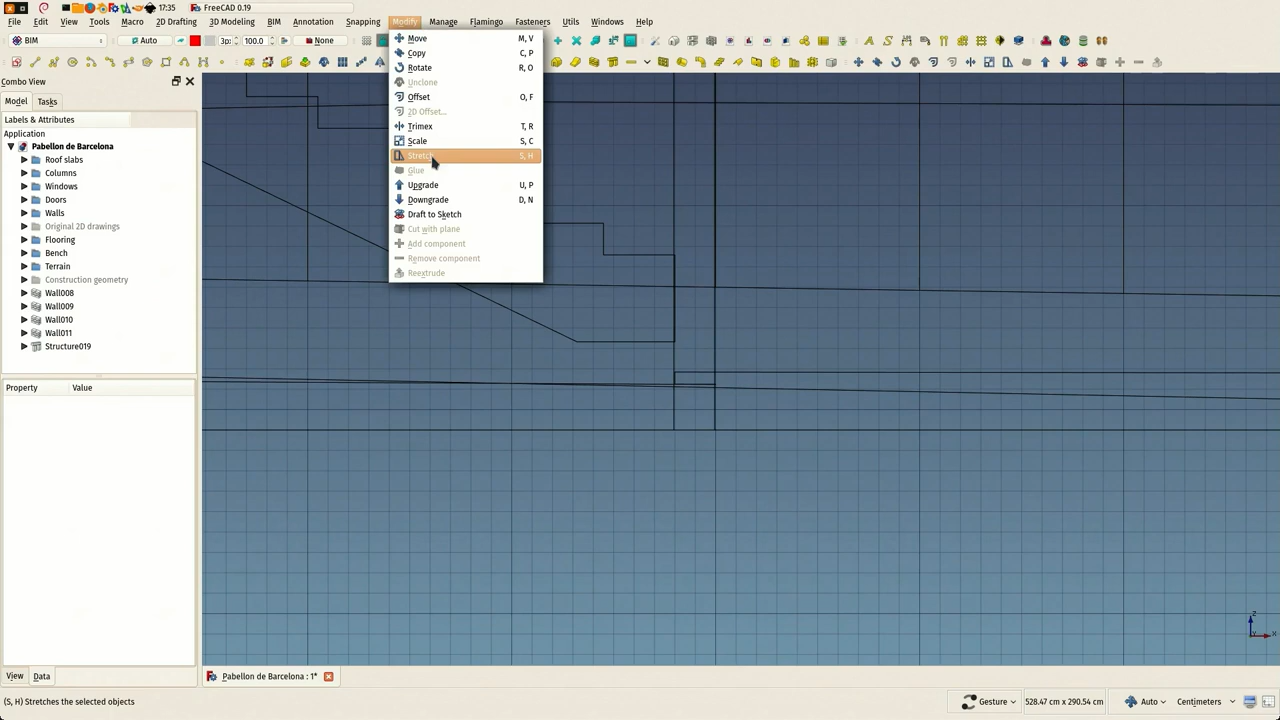 17:35 FreeCAD 0.19
File Edit View Tools Macro 2D Drafting 3D Modeling BIM Annotation Snapping Modify Manage Flamingo Fasteners Utils Windows Help
BIM Auto 3p: 100.0 None
Combo View
Model Tasks
Labels & Attributes
Application
Pabellon de Barcelona
Roof slabs
Columns
Windows
Doors
Walls
Original 2D drawings
Flooring
Bench
Terrain
Construction geometry
Wall008
Wall009
Wall010
Wall011
Structure019
Property Value
View Data
Move M, V
Copy C, P
Rotate R, O
Unclone
Offset O, F
2D Offset...
Trimex T, R
Scale S, C
Stretch S, H
Glue
Upgrade U, P
Downgrade D, N
Draft to Sketch
Cut with plane
Add component
Remove component
Reextrude
Z
X
Pabellon de Barcelona : 1*
(S, H) Stretches the selected objects
Gesture 528.47 cm x 290.54 cm Auto Centimeters